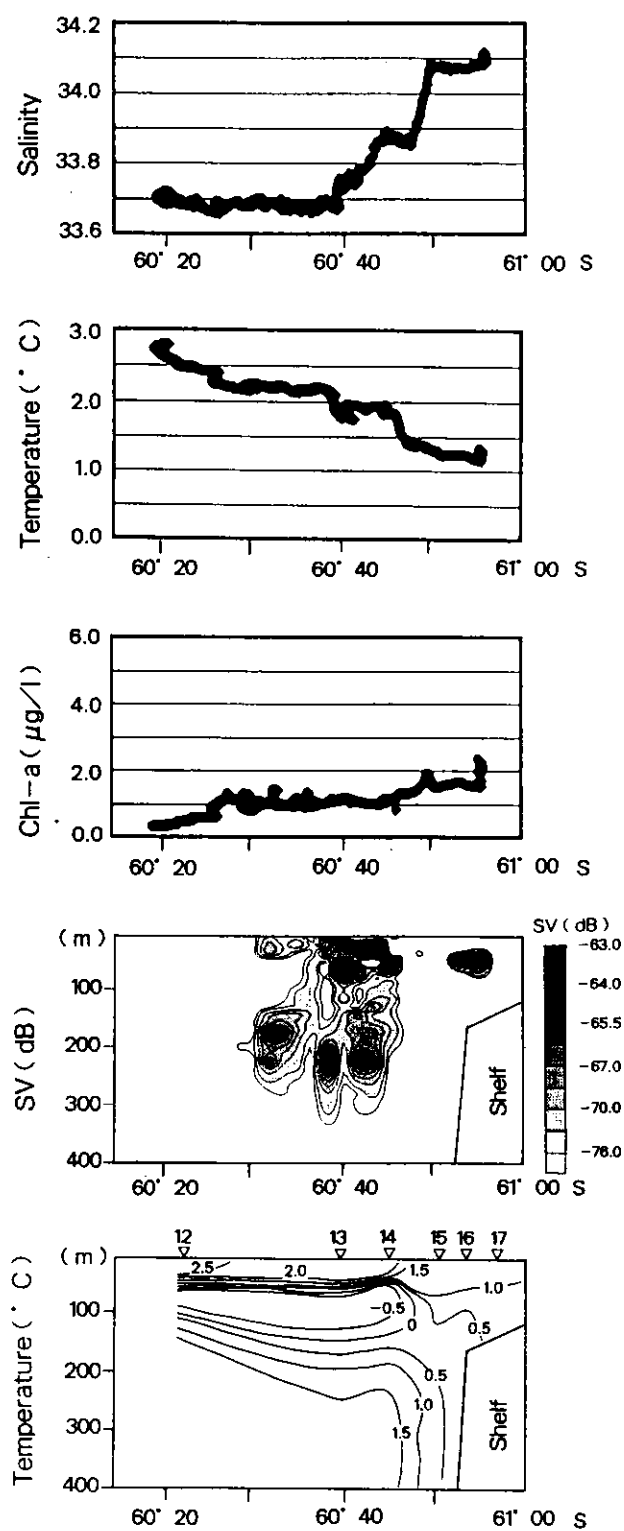 34.2
34.0
33.8
33.6
Salinity
60° 20 60° 40 61° 00 S
3.0
2.0
1.0
0.0
Temperature (° C)
60° 20 60° 40 61° 00 S
6.0
4.0
2.0
0.0
Chl-a (µg/l)
60° 20 60° 40 61° 00 S
(m)
100
200
300
400
SV (dB)
Shelf
60° 20 60° 40 61° 00 S
SV (dB)
-63.0
-64.0
-65.5
-67.0
-70.0
-76.0
12 13 14 15 16 17
(m)
100
200
300
400
Temperature (° C)
2.5 2.0 1.5 1.0
-0.5
0 0.5
0.5
1.0
1.5
Shelf
60° 20 60° 40 61° 00 S